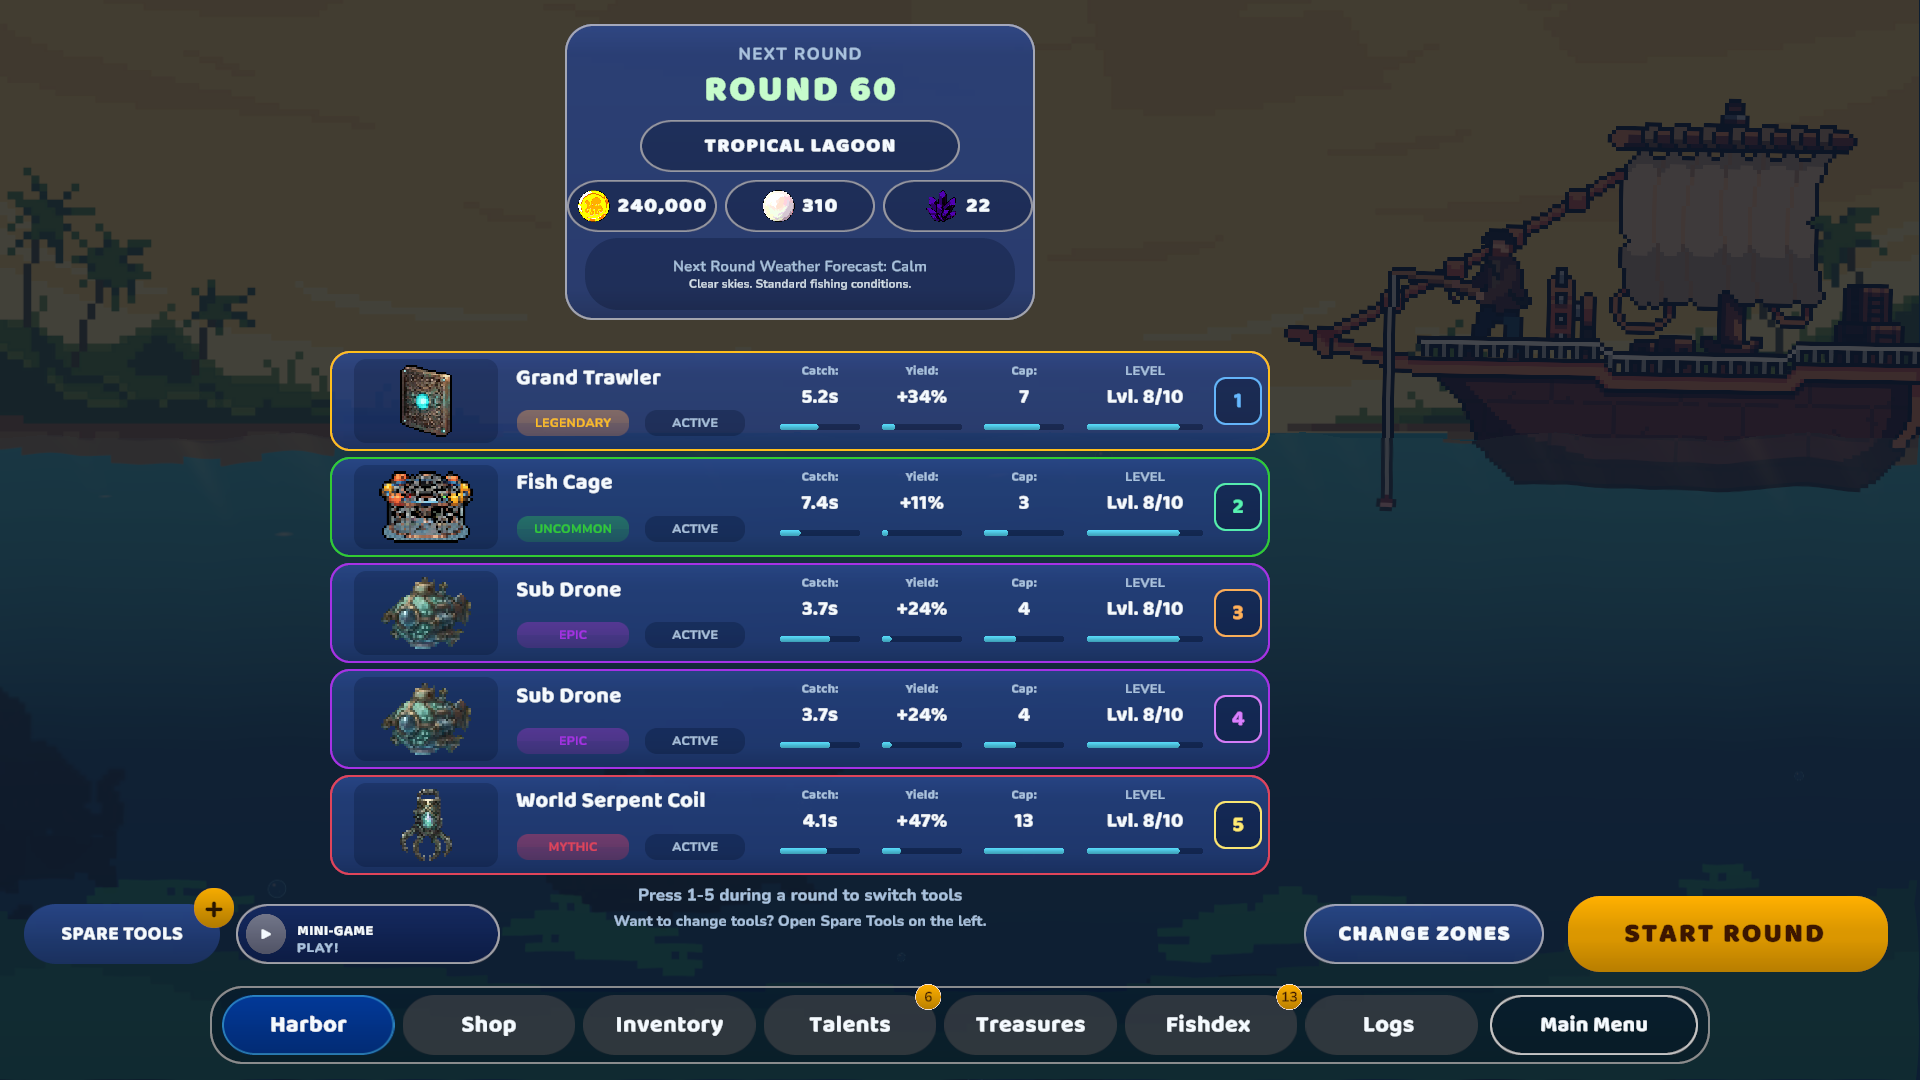 NEXT ROUND
ROUND 60
TROPICAL LAGOON
240,000
310
22
Next Round Weather Forecast: Calm
Clear skies. Standard fishing conditions.
Grand Trawler
LEGENDARY
ACTIVE
Catch:
5.2s
Yield:
+34%
Cap:
7
LEVEL
Lvl. 8/10
1
Fish Cage
UNCOMMON
ACTIVE
Catch:
7.4s
Yield:
+11%
Cap:
3
LEVEL
Lvl. 8/10
2
Sub Drone
EPIC
ACTIVE
Catch:
3.7s
Yield:
+24%
Cap:
4
LEVEL
Lvl. 8/10
3
Sub Drone
EPIC
ACTIVE
Catch:
3.7s
Yield:
+24%
Cap:
4
LEVEL
Lvl. 8/10
4
World Serpent Coil
MYTHIC
ACTIVE
Catch:
4.1s
Yield:
+47%
Cap:
13
LEVEL
Lvl. 8/10
5
Press 1-5 during a round to switch tools
Want to change tools? Open Spare Tools on the left.
SPARE TOOLS
+
MINI-GAME
PLAY!
CHANGE ZONES
START ROUND
Harbor
Shop
Inventory
Talents
6
Treasures
Fishdex
13
Logs
Main Menu